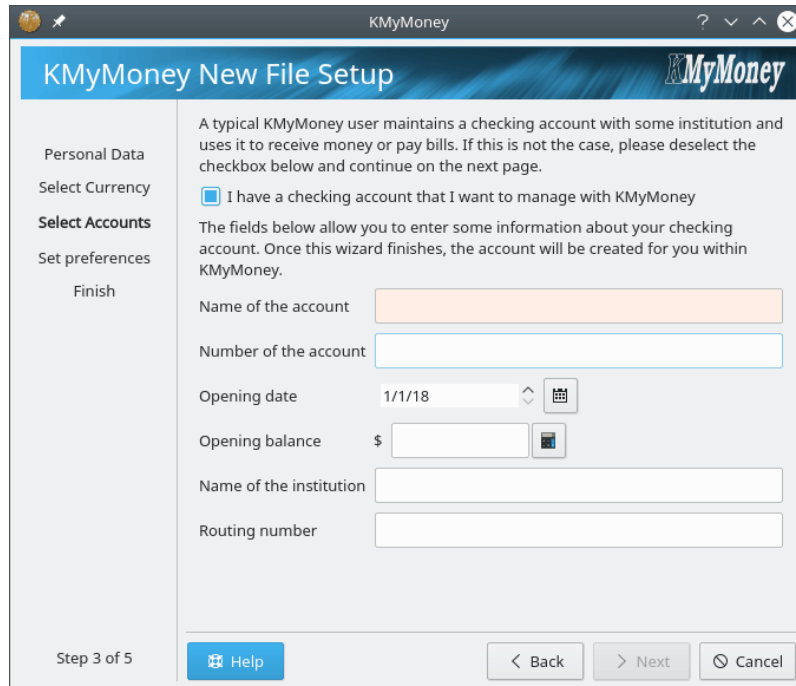 KMyMoney
KMyMoney New File Setup
KMyMoney
Personal Data
Select Currency
Select Accounts
Set preferences
Finish
Step 3 of 5
A typical KMyMoney user maintains a checking account with some institution and
uses it to receive money or pay bills. If this is not the case, please deselect the
checkbox below and continue on the next page.
I have a checking account that I want to manage with KMyMoney
The fields below allow you to enter some information about your checking
account. Once this wizard finishes, the account will be created for you within
KMyMoney.
Name of the account
Number of the account
Opening date 1/1/18
Opening balance $
Name of the institution
Routing number
Help
< Back
> Next
Cancel